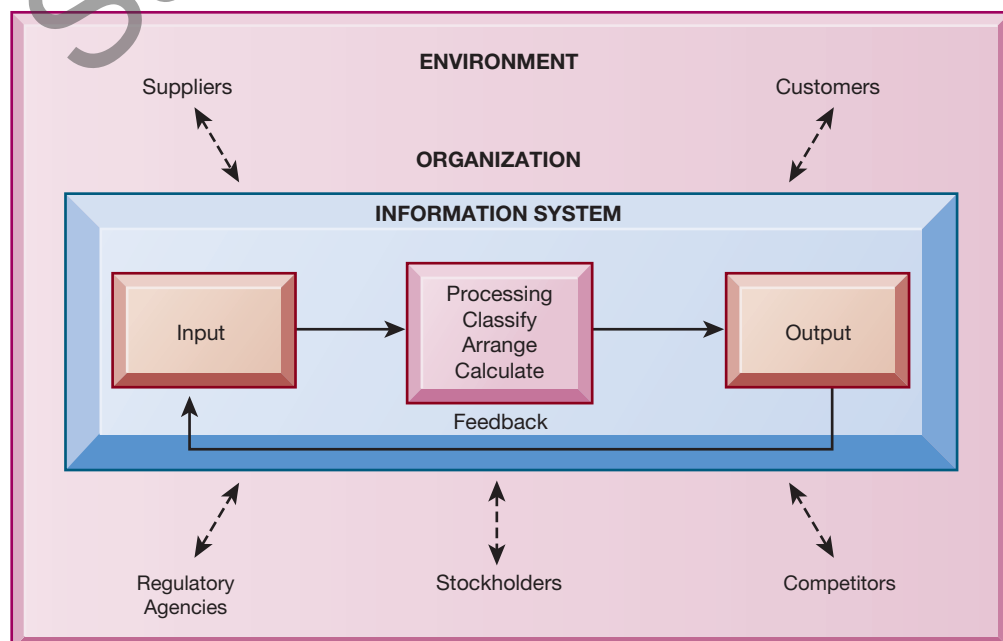 ENVIRONMENT
Suppliers
Customers
ORGANIZATION
INFORMATION SYSTEM
Input
Processing
Classify
Arrange
Calculate
Output
Feedback
Regulatory
Agencies
Stockholders
Competitors